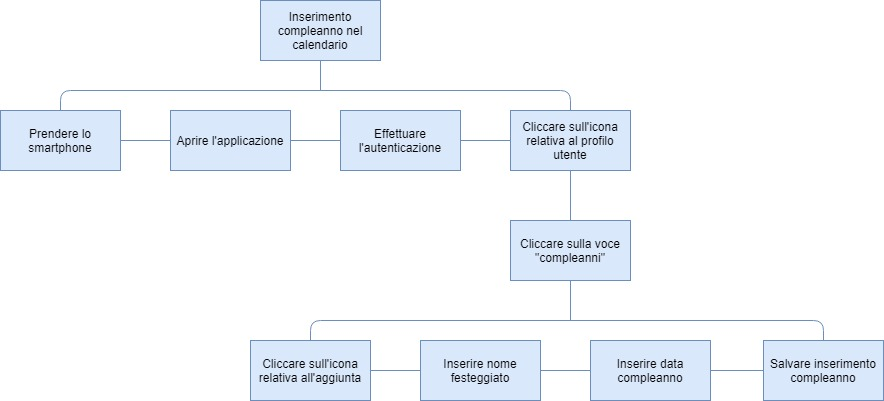 Inserimento
compleanno nel
calendario
Prendere lo
smartphone
Aprire l'applicazione
Effettuare
l'autenticazione
Cliccare sull'icona
relativa al profilo
utente
Cliccare sulla voce
"compleanni"
Cliccare sull'icona
relativa all'aggiunta
Inserire nome
festeggiato
Inserire data
compleanno
Salvare inserimento
compleanno